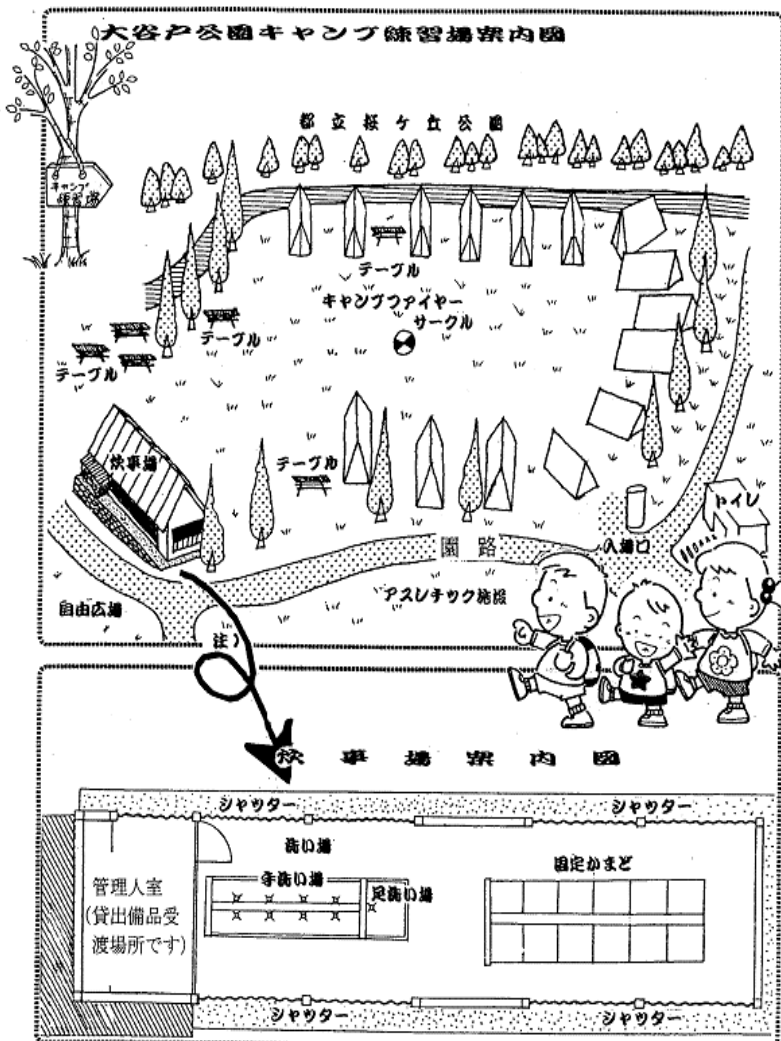 大谷戸公園キャンプ練習場案内図
都立桜ケ丘公園
キャンプ
練習場
テーブル
キャンプファイヤー
サークル
テーブル
テーブル
炊事場
テーブル
トイレ
園路
入場口
アスレチック施設
自由広場
注)
炊事場案内図
シャッター
シャッター
洗い場
手洗い場
足洗い場
固定かまど
管理人室
(貸出備品受
渡場所です)
シャッター
シャッター